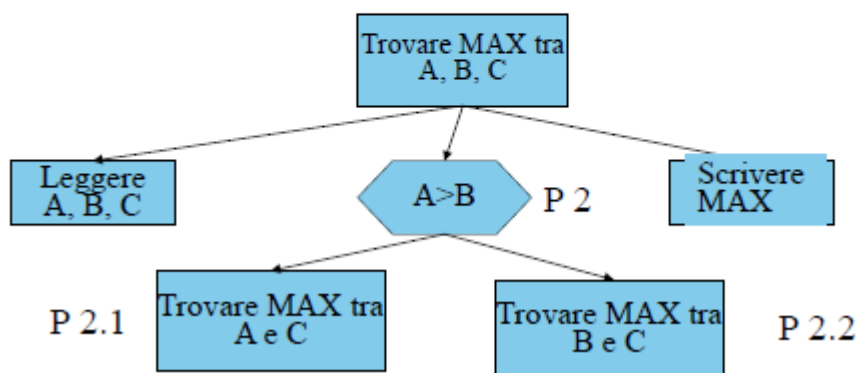 Trovare MAX tra
A, B, C
Leggere
A, B, C
A>B
P 2
Scrivere
MAX
P 2.1
Trovare MAX tra
A e C
Trovare MAX tra
B e C
P 2.2